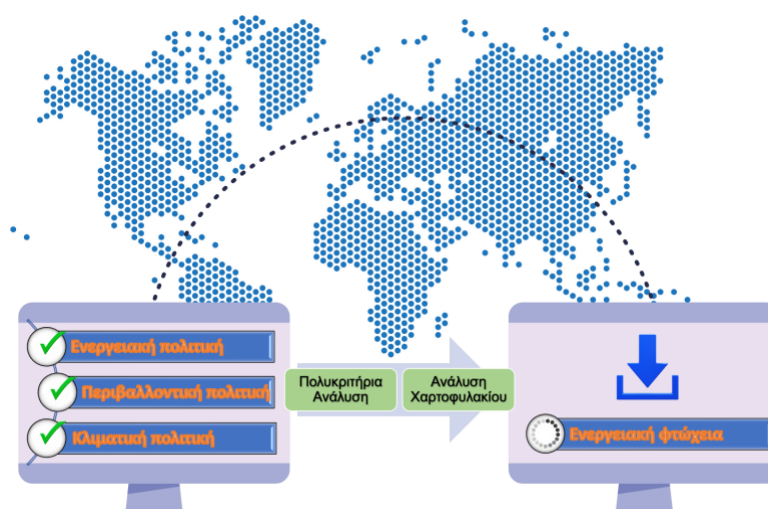 Ενεργειακή πολιτική
Περιβαλλοντική πολιτική
Κλιματική πολιτική
Πολυκριτήρια
Ανάλυση
Ανάλυση
Χαρτοφυλακίου
Ενεργειακή φτώχεια